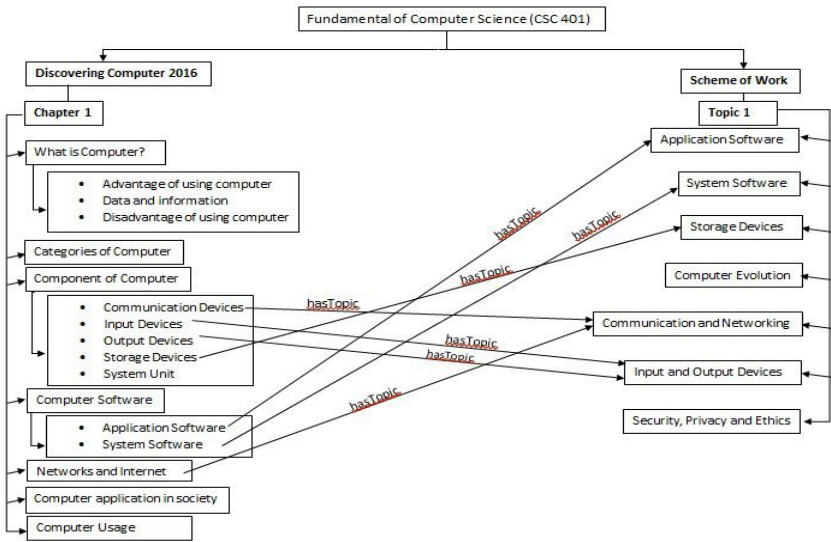 Fundamental of Computer Science (CSC 401)
Discovering Computer 2016
Scheme of Work
Chapter 1
Topic 1
What is Computer?
• Advantage of using computer
• Data and information
• Disadvantage of using computer
Categories of Computer
Component of Computer
• Communication Devices
• Input Devices
• Output Devices
• Storage Devices
• System Unit
Computer Software
• Application Software
• System Software
Networks and Internet
Computer application in society
Computer Usage
hasTopic
hasTopic
hasTopic
hasTopic
hasTopic
hasTopic
hasTopic
Application Software
System Software
Storage Devices
Computer Evolution
Communication and Networking
Input and Output Devices
Security, Privacy and Ethics